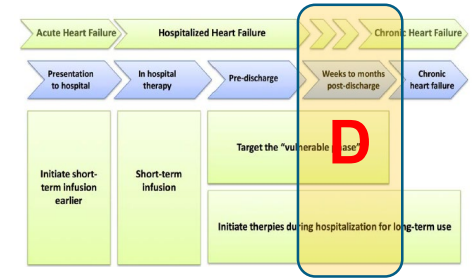 Acute Heart Failure
Hospitalized Heart Failure
Chronic Heart Failure
Presentation
to hospital
In hospital
therapy
Pre-discharge
Weeks to months
post-discharge
Chronic
heart failure
Initiate short-
term infusion
earlier
Short-term
infusion
Target the "vulnerable phase"
D
Initiate therpies during hospitalization for long-term use